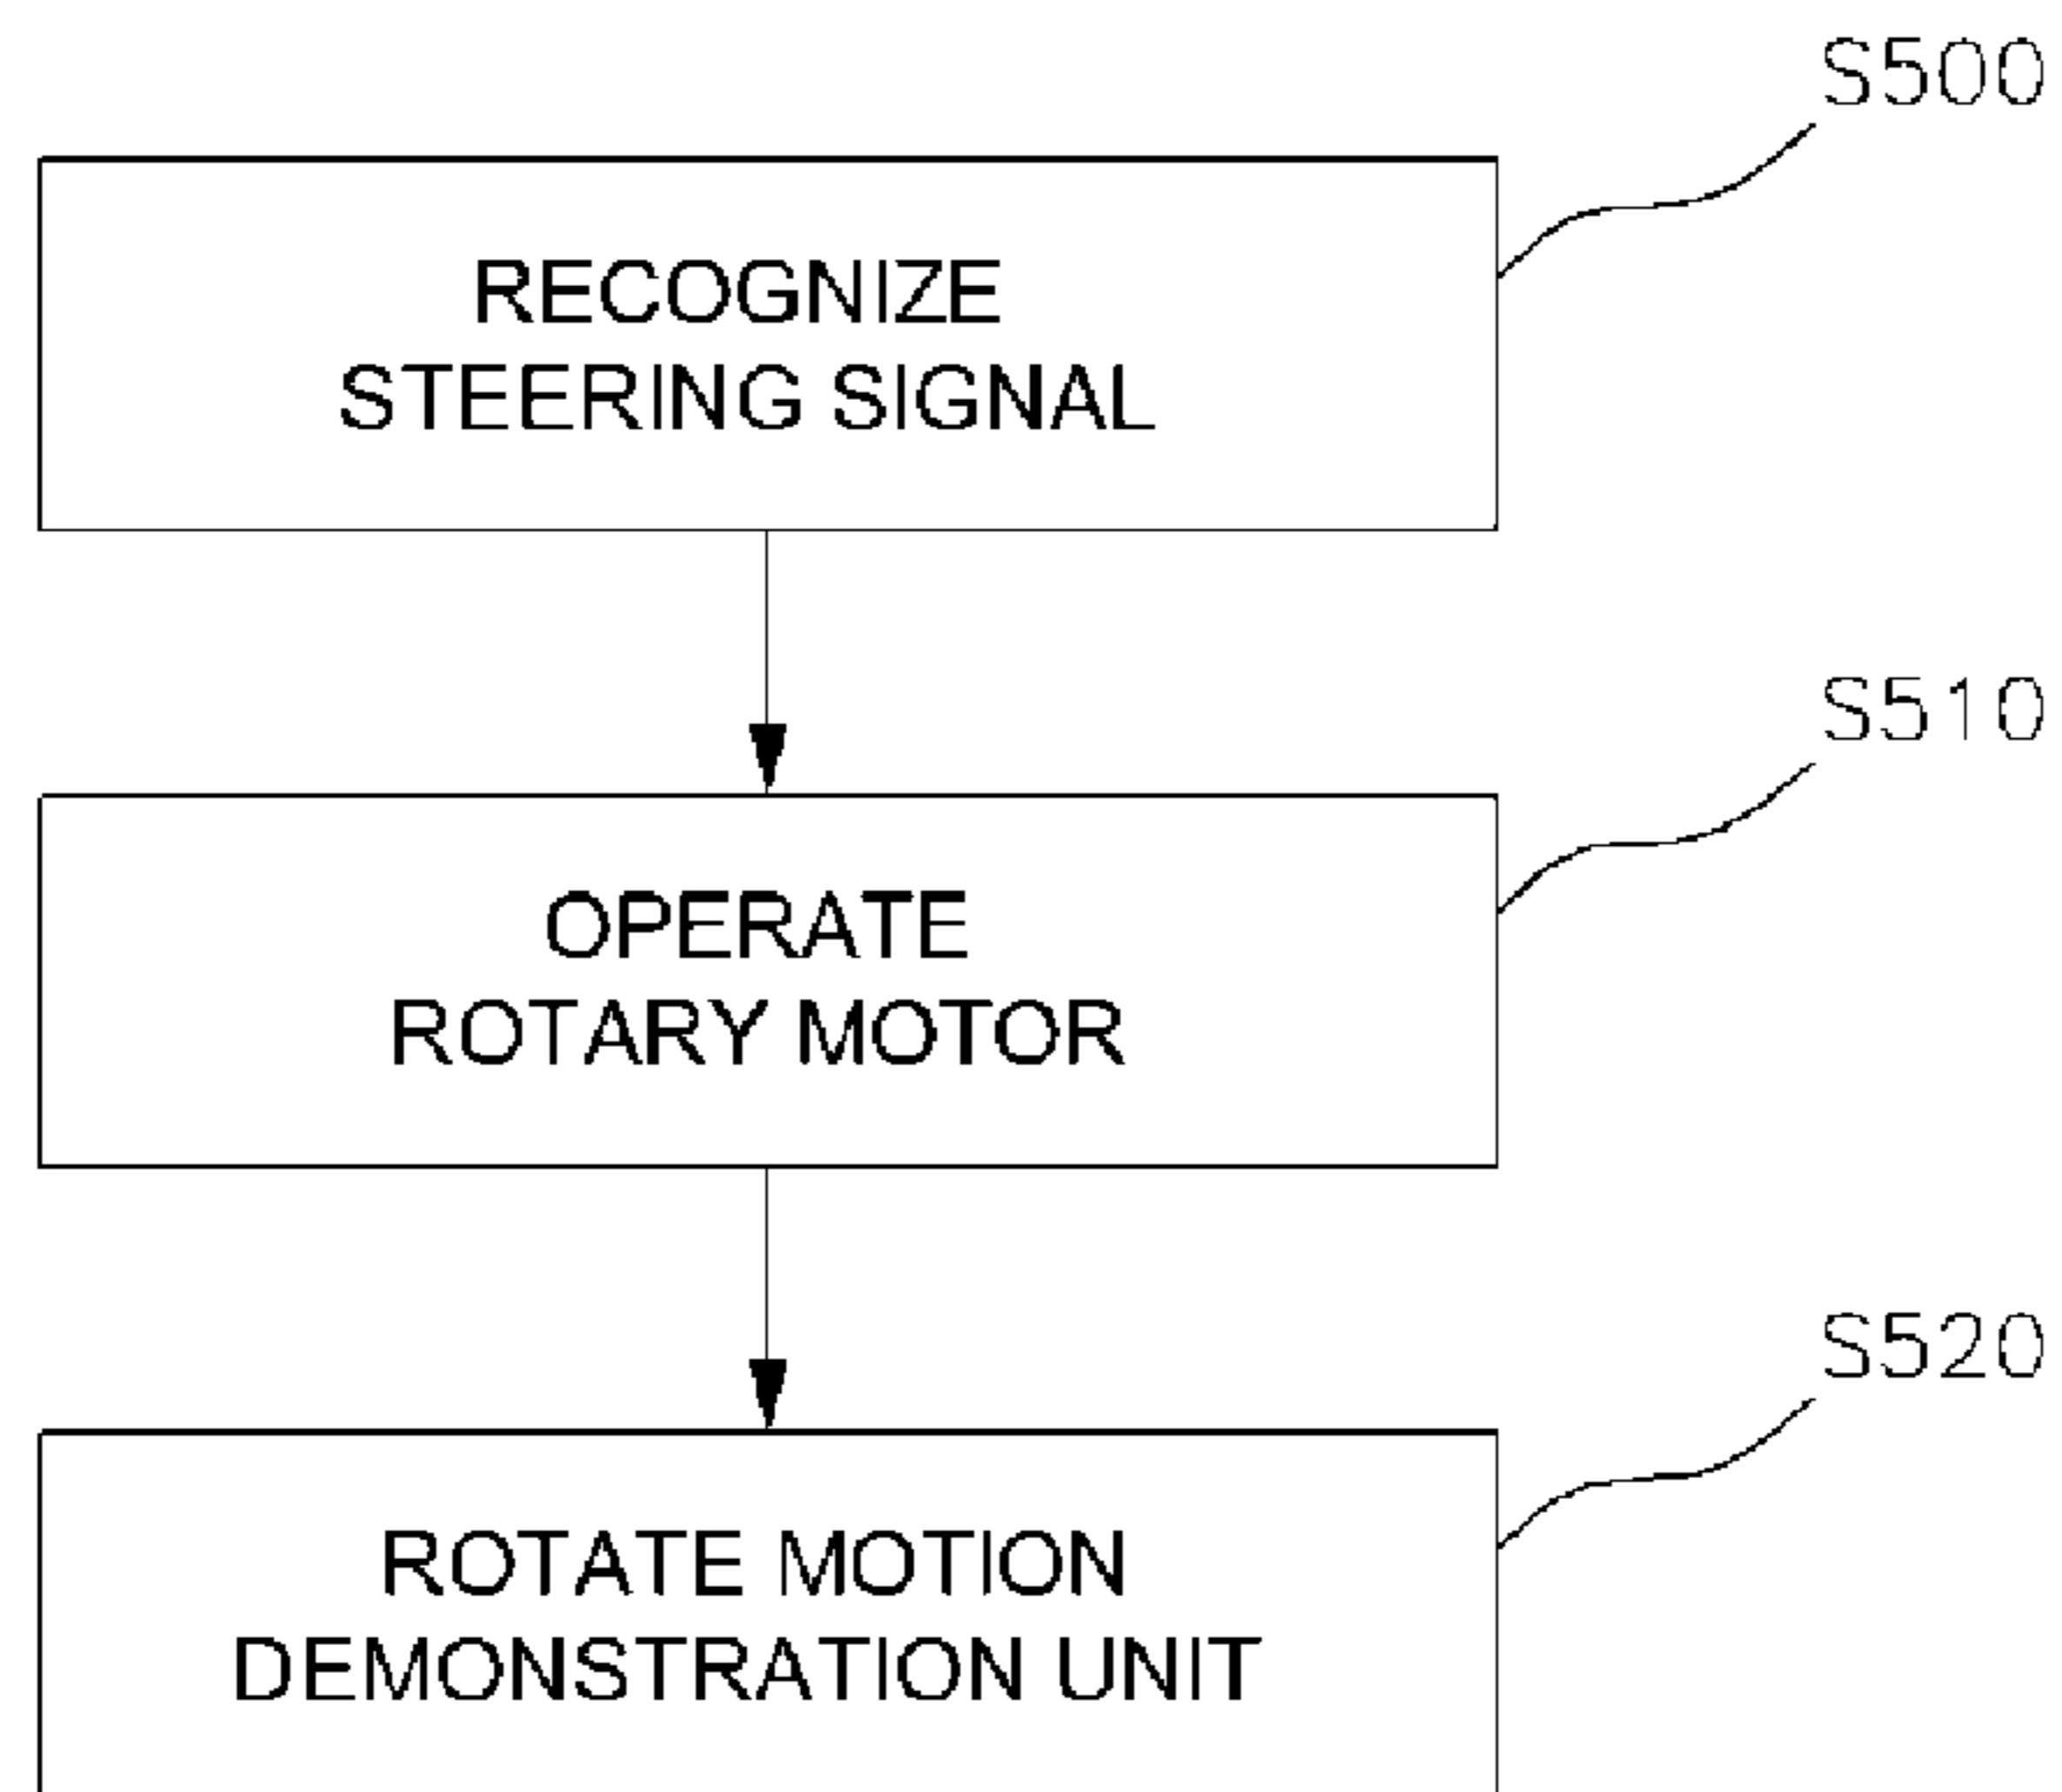 S500
RECOGNIZE
STEERING SIGNAL
S510
OPERATE
ROTARY MOTOR
S520
ROTATE MOTION
DEMONSTRATION UNIT